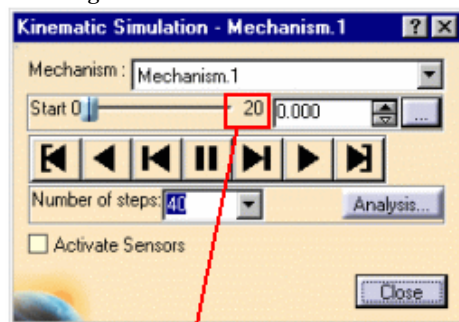 Kinematic Simulation - Mechanism.1
Mechanism : Mechanism.1
Start 0 20 0.000 ...
Number of steps: 40 Analysis...
Activate Sensors
Close